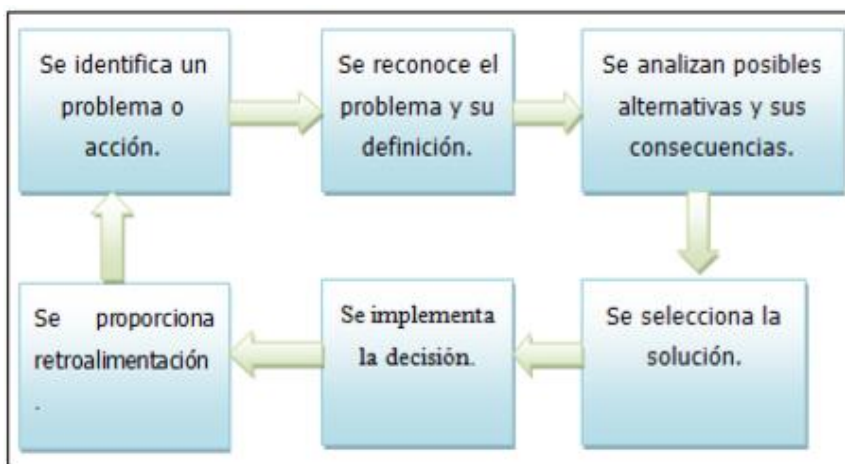 Se identifica un
problema o
acción.
Se reconoce el
problema y su
definición.
Se analizan posibles
alternativas y sus
consecuencias.
Se selecciona la
solución.
Se implementa
la decisión.
Se proporciona
retroalimentación
.